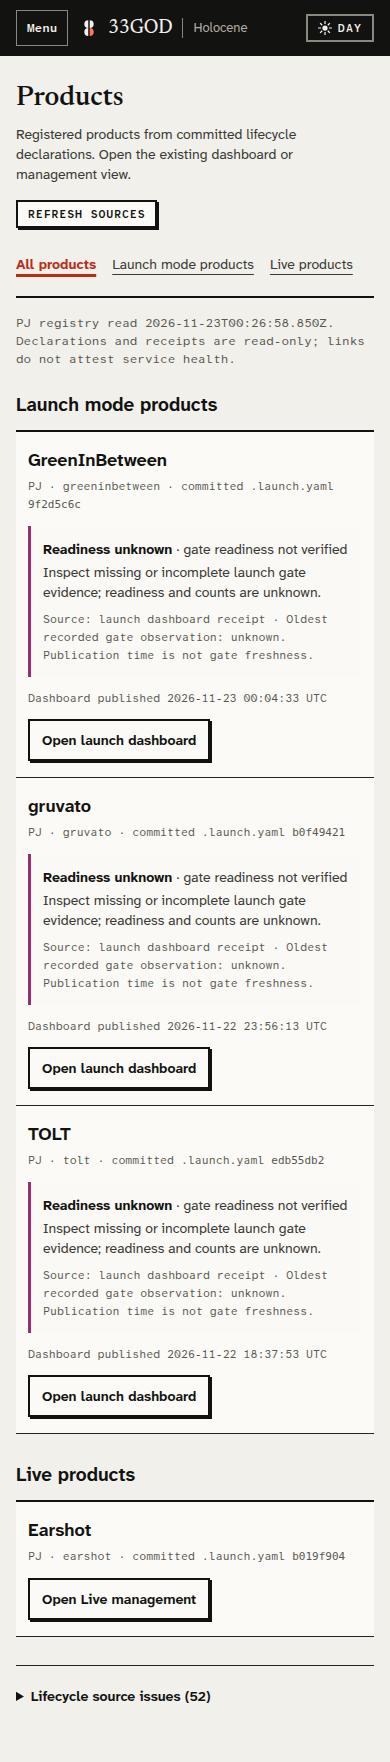 Menu 33GOD Holocene DAY
Products
Registered products from committed lifecycle
declarations. Open the existing dashboard or
management view.
REFRESH SOURCES
All products Launch mode products Live products
PJ registry read 2026-11-23T00:26:58.850Z.
Declarations and receipts are read-only; links
do not attest service health.
Launch mode products
GreenInBetween
PJ · greeninbetween · committed .launch.yaml
9f2d5c6c
Readiness unknown · gate readiness not verified
Inspect missing or incomplete launch gate
evidence; readiness and counts are unknown.
Source: launch dashboard receipt · Oldest
recorded gate observation: unknown.
Publication time is not gate freshness.
Dashboard published 2026-11-23 00:04:33 UTC
Open launch dashboard
gruvato
PJ · gruvato · committed .launch.yaml b0f49421
Readiness unknown · gate readiness not verified
Inspect missing or incomplete launch gate
evidence; readiness and counts are unknown.
Source: launch dashboard receipt · Oldest
recorded gate observation: unknown.
Publication time is not gate freshness.
Dashboard published 2026-11-22 23:56:13 UTC
Open launch dashboard
TOLT
PJ · tolt · committed .launch.yaml edb55db2
Readiness unknown · gate readiness not verified
Inspect missing or incomplete launch gate
evidence; readiness and counts are unknown.
Source: launch dashboard receipt · Oldest
recorded gate observation: unknown.
Publication time is not gate freshness.
Dashboard published 2026-11-22 18:37:53 UTC
Open launch dashboard
Live products
Earshot
PJ · earshot · committed .launch.yaml b019f904
Open Live management
Lifecycle source issues (52)